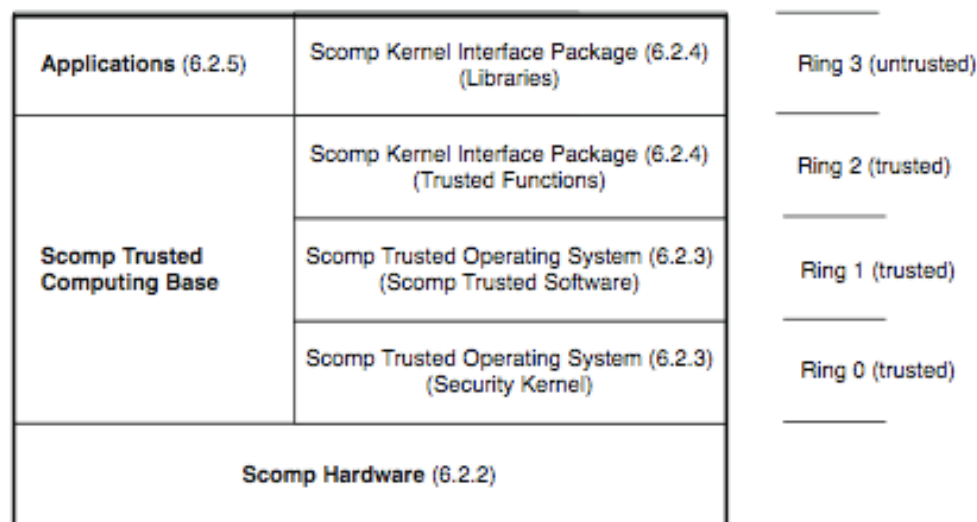 Applications (6.2.5)
Scomp Kernel Interface Package (6.2.4)
(Libraries)
Ring 3 (untrusted)
Scomp Kernel Interface Package (6.2.4)
(Trusted Functions)
Ring 2 (trusted)
Scomp Trusted
Computing Base
Scomp Trusted Operating System (6.2.3)
(Scomp Trusted Software)
Ring 1 (trusted)
Scomp Trusted Operating System (6.2.3)
(Security Kernel)
Ring 0 (trusted)
Scomp Hardware (6.2.2)